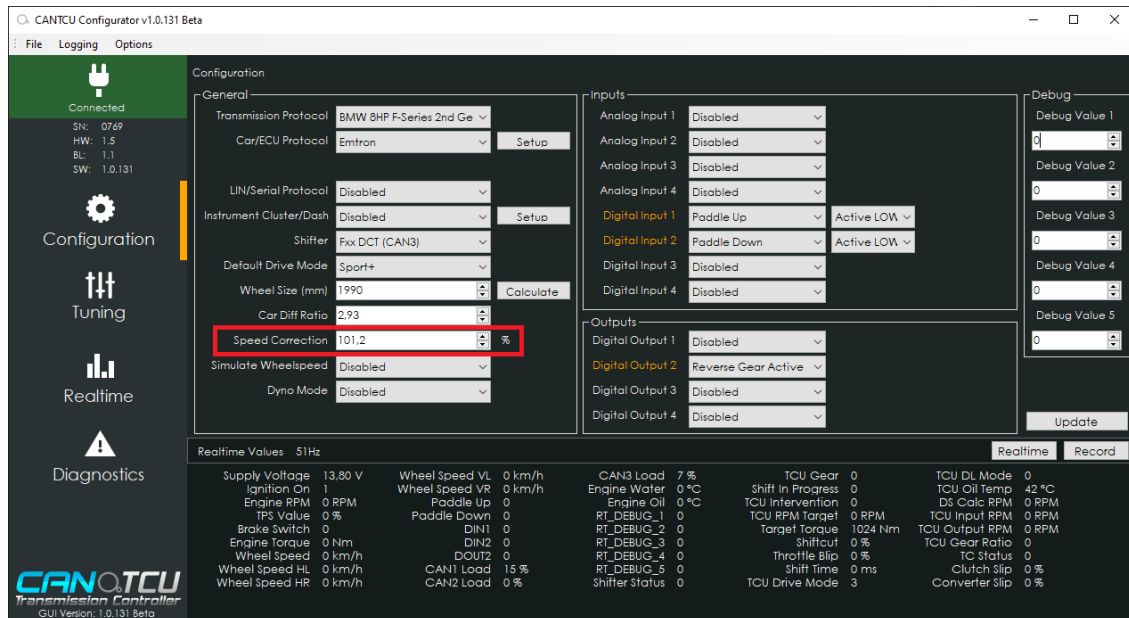 CANTCU Configurator v1.0.131 Beta
File Logging Options
Connected
SN: 0769
HW: 1.5
BL: 1.1
SW: 1.0.131
Configuration
Tuning
Realtime
Diagnostics
CANTCU
Transmission Controller
GUI Version: 1.0.131 Beta
Configuration
General
Transmission Protocol BMW 8HP F-Series 2nd Ge
Car/ECU Protocol Emtron Setup
LIN/Serial Protocol Disabled
Instrument Cluster/Dash Disabled Setup
Shifter Fxx DCT (CAN3)
Default Drive Mode Sport+
Wheel Size (mm) 1990 Calculate
Car Diff Ratio 2,93
Speed Correction 101,2 %
Simulate Wheelspeed Disabled
Dyno Mode Disabled
Inputs
Analog Input 1 Disabled
Analog Input 2 Disabled
Analog Input 3 Disabled
Analog Input 4 Disabled
Digital Input 1 Paddle Up Active LOW
Digital Input 2 Paddle Down Active LOW
Digital Input 3 Disabled
Digital Input 4 Disabled
Outputs
Digital Output 1 Disabled
Digital Output 2 Reverse Gear Active
Digital Output 3 Disabled
Digital Output 4 Disabled
Debug
Debug Value 1
0
Debug Value 2
0
Debug Value 3
0
Debug Value 4
0
Debug Value 5
0
Update
Realtime Values 51Hz Realtime Record
Supply Voltage 13,80 V Wheel Speed VL 0 km/h CAN3 Load 7 % TCU Gear 0 TCU DL Mode 0
Ignition On 1 Wheel Speed VR 0 km/h Engine Water 0 °C Shift In Progress 0 TCU Oil Temp 42 °C
Engine RPM 0 RPM Paddle Up 0 Engine Oil 0 °C TCU Intervention 0 DS Calc RPM 0 RPM
TPS Value 0 % Paddle Down 0 RT_DEBUG_1 0 TCU RPM Target 0 RPM TCU Input RPM 0 RPM
Brake Switch 0 DIN1 0 RT_DEBUG_2 0 Target Torque 1024 Nm TCU Output RPM 0 RPM
Engine Torque 0 Nm DIN2 0 RT_DEBUG_3 0 Shiftcut 0 % TCU Gear Ratio 0
Wheel Speed 0 km/h DOUT2 0 RT_DEBUG_4 0 Throttle Blip 0 % TC Status 0
Wheel Speed HL 0 km/h CAN1 Load 15 % RT_DEBUG_5 0 Shift Time 0 ms Clutch Slip 0 %
Wheel Speed HR 0 km/h CAN2 Load 0 % Shifter Status 0 TCU Drive Mode 3 Converter Slip 0 %